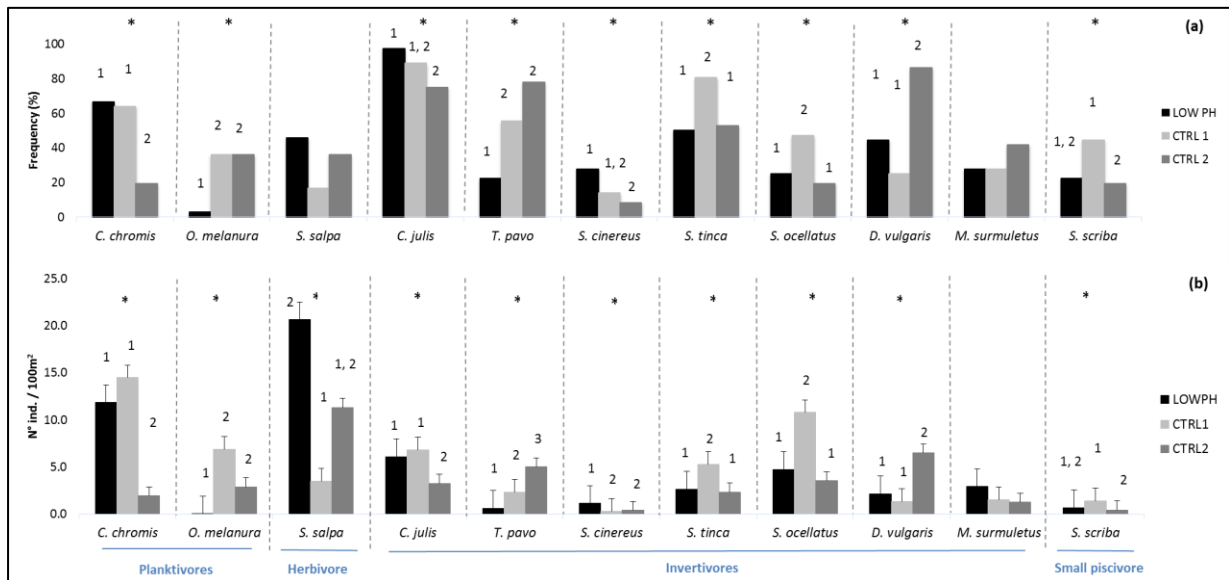 * * * * * * * * *
(a)
100
80
60
40
20
0
Frequency (%)
1 1 2
1 2 2
1 1, 2 2
1 2 2
1 1, 2 2
1 2 1
1 2 1
1 1 2
1, 2 1 2
LOW PH
CTRL 1
CTRL 2
C. chromis O. melanura S. salpa C. julis T. pavo S. cinereus S. tinca S. ocellatus D. vulgaris M. surmuletus S. scriba
* * * * * * * * * *
(b)
25.0
20.0
15.0
10.0
5.0
0.0
N° ind. / 100m²
1 1 2
1 2 2
2 1 1, 2
1 1 2
1 2 3
1 2 2
1 2 1
1 2 1
1 1 2
1, 2 1 2
LOWPH
CTRL1
CTRL2
C. chromis O. melanura S. salpa C. julis T. pavo S. cinereus S. tinca S. ocellatus D. vulgaris M. surmuletus S. scriba
Planktivores Herbivore Invertivores Small piscivore